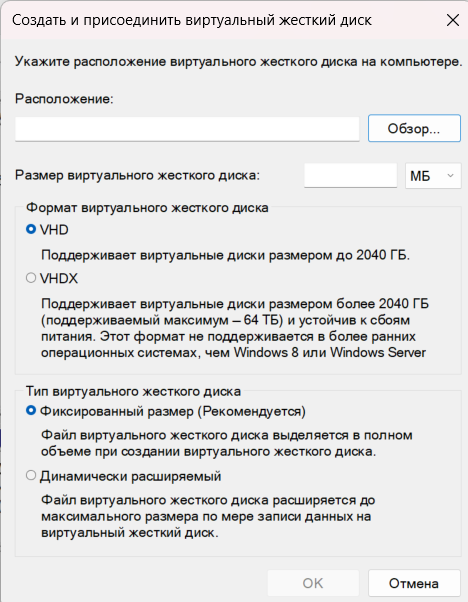 Создать и присоединить виртуальный жесткий диск
Укажите расположение виртуального жесткого диска на компьютере.
Расположение:
Обзор...
Размер виртуального жесткого диска:
МБ
Формат виртуального жесткого диска
VHD
Поддерживает виртуальные диски размером до 2040 ГБ.
VHDX
Поддерживает виртуальные диски размером более 2040 ГБ
(поддерживаемый максимум — 64 ТБ) и устойчив к сбоям
питания. Этот формат не поддерживается в более ранних
операционных системах, чем Windows 8 или Windows Server
Тип виртуального жесткого диска
Фиксированный размер (Рекомендуется)
Файл виртуального жесткого диска выделяется в полном
объеме при создании виртуального жесткого диска.
Динамически расширяемый
Файл виртуального жесткого диска расширяется до
максимального размера по мере записи данных на
виртуальный жесткий диск.
ОК
Отмена